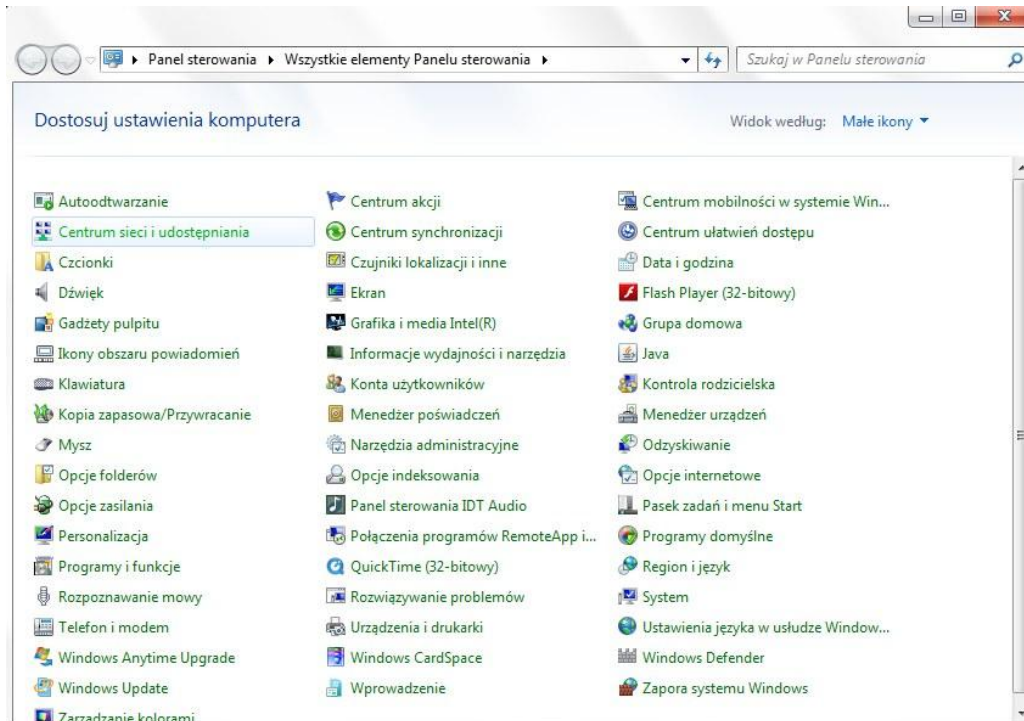 Panel sterowania Wszystkie elementy Panelu sterowania
Szukaj w Panelu sterowania
Dostosuj ustawienia komputera
Widok według: Małe ikony
Autoodtwarzanie
Centrum akcji
Centrum mobilności w systemie Win...
Centrum sieci i udostępniania
Centrum synchronizacji
Centrum ułatwień dostępu
Czcionki
Czujniki lokalizacji i inne
Data i godzina
Dźwięk
Ekran
Flash Player (32-bitowy)
Gadżety pulpitu
Grafika i media Intel(R)
Grupa domowa
Ikony obszaru powiadomień
Informacje wydajności i narzędzia
Java
Klawiatura
Konta użytkowników
Kontrola rodzicielska
Kopia zapasowa/Przywracanie
Menedżer poświadczeń
Menedżer urządzeń
Mysz
Narzędzia administracyjne
Odzyskiwanie
Opcje folderów
Opcje indeksowania
Opcje internetowe
Opcje zasilania
Panel sterowania IDT Audio
Pasek zadań i menu Start
Personalizacja
Połączenia programów RemoteApp i...
Programy domyślne
Programy i funkcje
QuickTime (32-bitowy)
Region i język
Rozpoznawanie mowy
Rozwiązywanie problemów
System
Telefon i modem
Urządzenia i drukarki
Ustawienia języka w usłudze Window...
Windows Anytime Upgrade
Windows CardSpace
Windows Defender
Windows Update
Wprowadzenie
Zapora systemu Windows
Zarządzanie kolorami